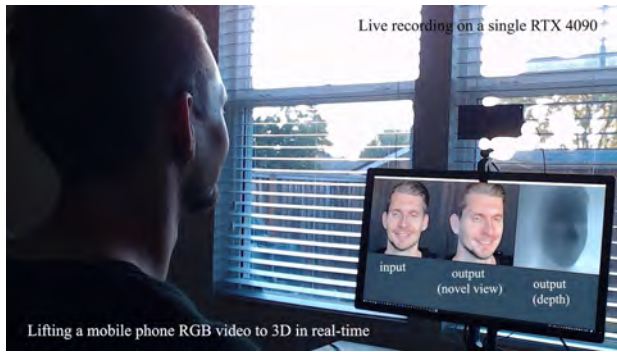 Live recording on a single RTX 4090
input
output
(novel view)
output
(depth)
Lifting a mobile phone RGB video to 3D in real-time